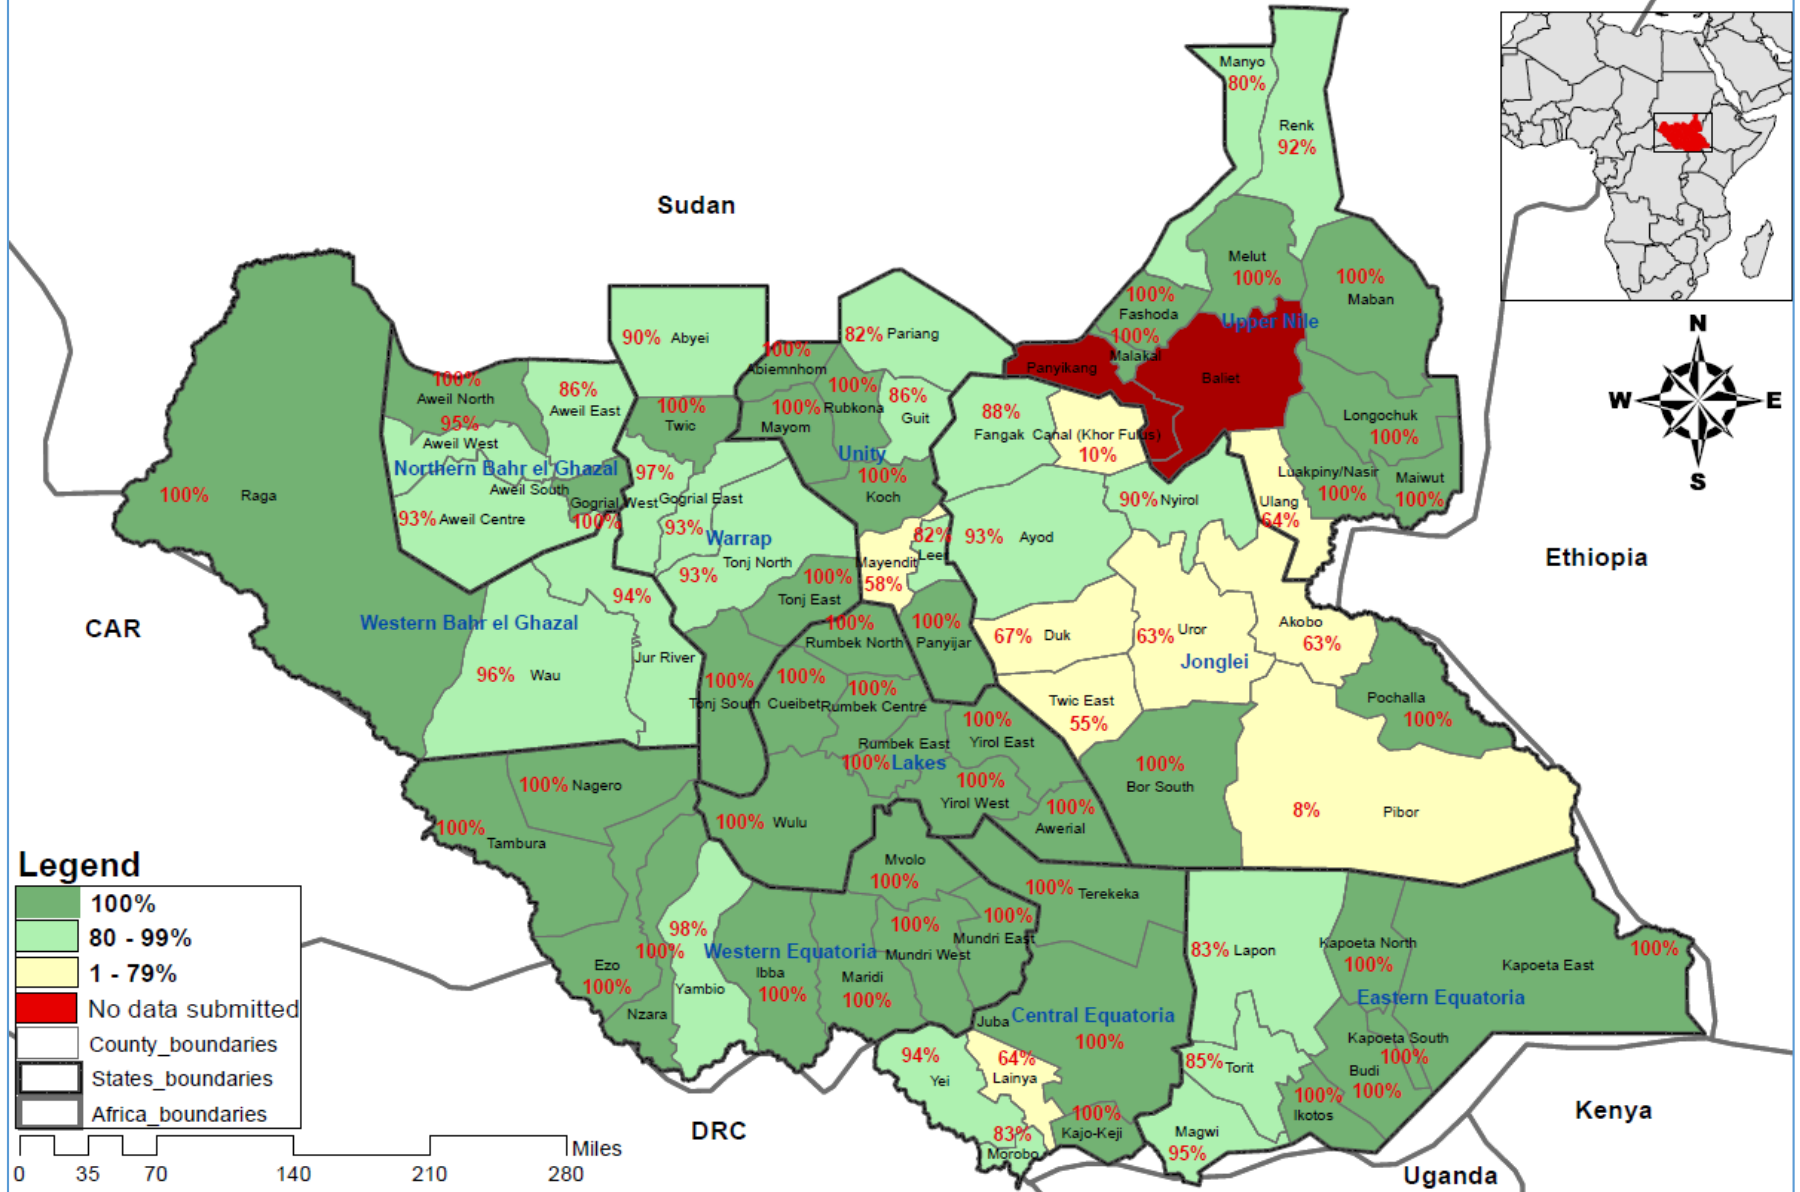 Manyo
80%
Renk
92%
Sudan
Melut
100%
100%
Maban
100%
Fashoda
100%
Malakal
Upper Nile
Panyikang
Baliet
N
W
E
S
90% Abyei
82% Pariang
100%
Abiemnhom
100%
Rubkona
86%
Guit
100%
Mayom
100%
Aweil North
95%
Aweil West
86%
Aweil East
100%
Twic
88%
Fangak
Canal (Khor Fulus)
10%
Longochuk
100%
Unity
100%
Koch
Northern Bahr el Ghazal
Aweil South
97%
Gogrial West
100%
Gogrial East
93%
93% Aweil Centre
100% Raga
Warrap
93% Tonj North
90% Nyirol
Ulang
64%
Luakpiny/Nasir
100%
Maiwut
100%
Ethiopia
93% Ayod
82%
Leer
Mayendit
58%
100%
Tonj East
94%
Jur River
Western Bahr el Ghazal
96% Wau
CAR
100%
Rumbek North
100%
Panyijar
67% Duk
63% Uror
Akobo
63%
Jonglei
100%
Tonj South
100%
Cueibet
100%
Rumbek Centre
Twic East
55%
Pochalla
100%
Rumbek East
100%
Lakes
100%
Yirol East
100%
Yirol West
100%
Awerial
100%
Bor South
8% Pibor
100% Nagero
100%
Tambura
100% Wulu
Mvolo
100%
100% Terekeka
98%
Yambio
100%
Nzara
Ezo
100%
Western Equatoria
Ibba
100%
Maridi
100%
100%
Mundri West
100%
Mundri East
83% Lapon
Kapoeta North
100%
Kapoeta East
100%
Eastern Equatoria
Juba
Central Equatoria
100%
Kapoeta South
100%
Budi
100%
85% Torit
100%
Ikotos
94%
Yei
64%
Lainya
100%
Kajo-Keji
83%
Morobo
Magwi
95%
DRC
Kenya
Uganda
Legend
100%
80 - 99%
1 - 79%
No data submitted
County_boundaries
States_boundaries
Africa_boundaries
Miles
0 35 70 140 210 280